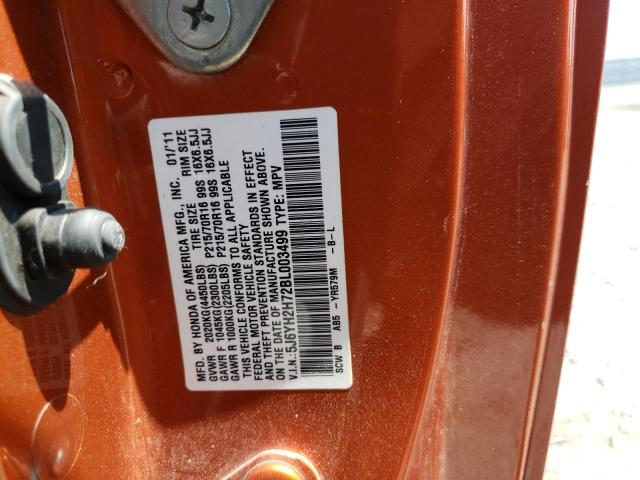 MFD. BY HONDA OF AMERICA MFG., INC. 01/'11
TIRE SIZE RIM SIZE
GVWR 2020KG(4450LBS)
GAWR F 1045KG(2300LBS) P215/70R16 99S 16X6.5JJ
GAWR R 1000KG(2205LBS) P215/70R16 99S 16X6.5JJ
THIS VEHICLE CONFORMS TO ALL APPLICABLE
FEDERAL MOTOR VEHICLE SAFETY
AND THEFT PREVENTION STANDARDS IN EFFECT
ON THE DATE OF MANUFACTURE SHOWN ABOVE.
V.I.N.:5J6YH2H72BL003499 TYPE: MPV
SCW B AB5 - YR579M - B-L